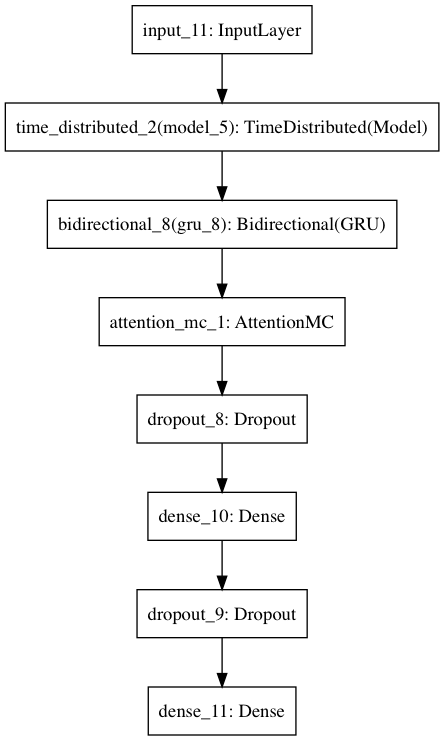 input_11: InputLayer
time_distributed_2(model_5): TimeDistributed(Model)
bidirectional_8(gru_8): Bidirectional(GRU)
attention_mc_1: AttentionMC
dropout_8: Dropout
dense_10: Dense
dropout_9: Dropout
dense_11: Dense